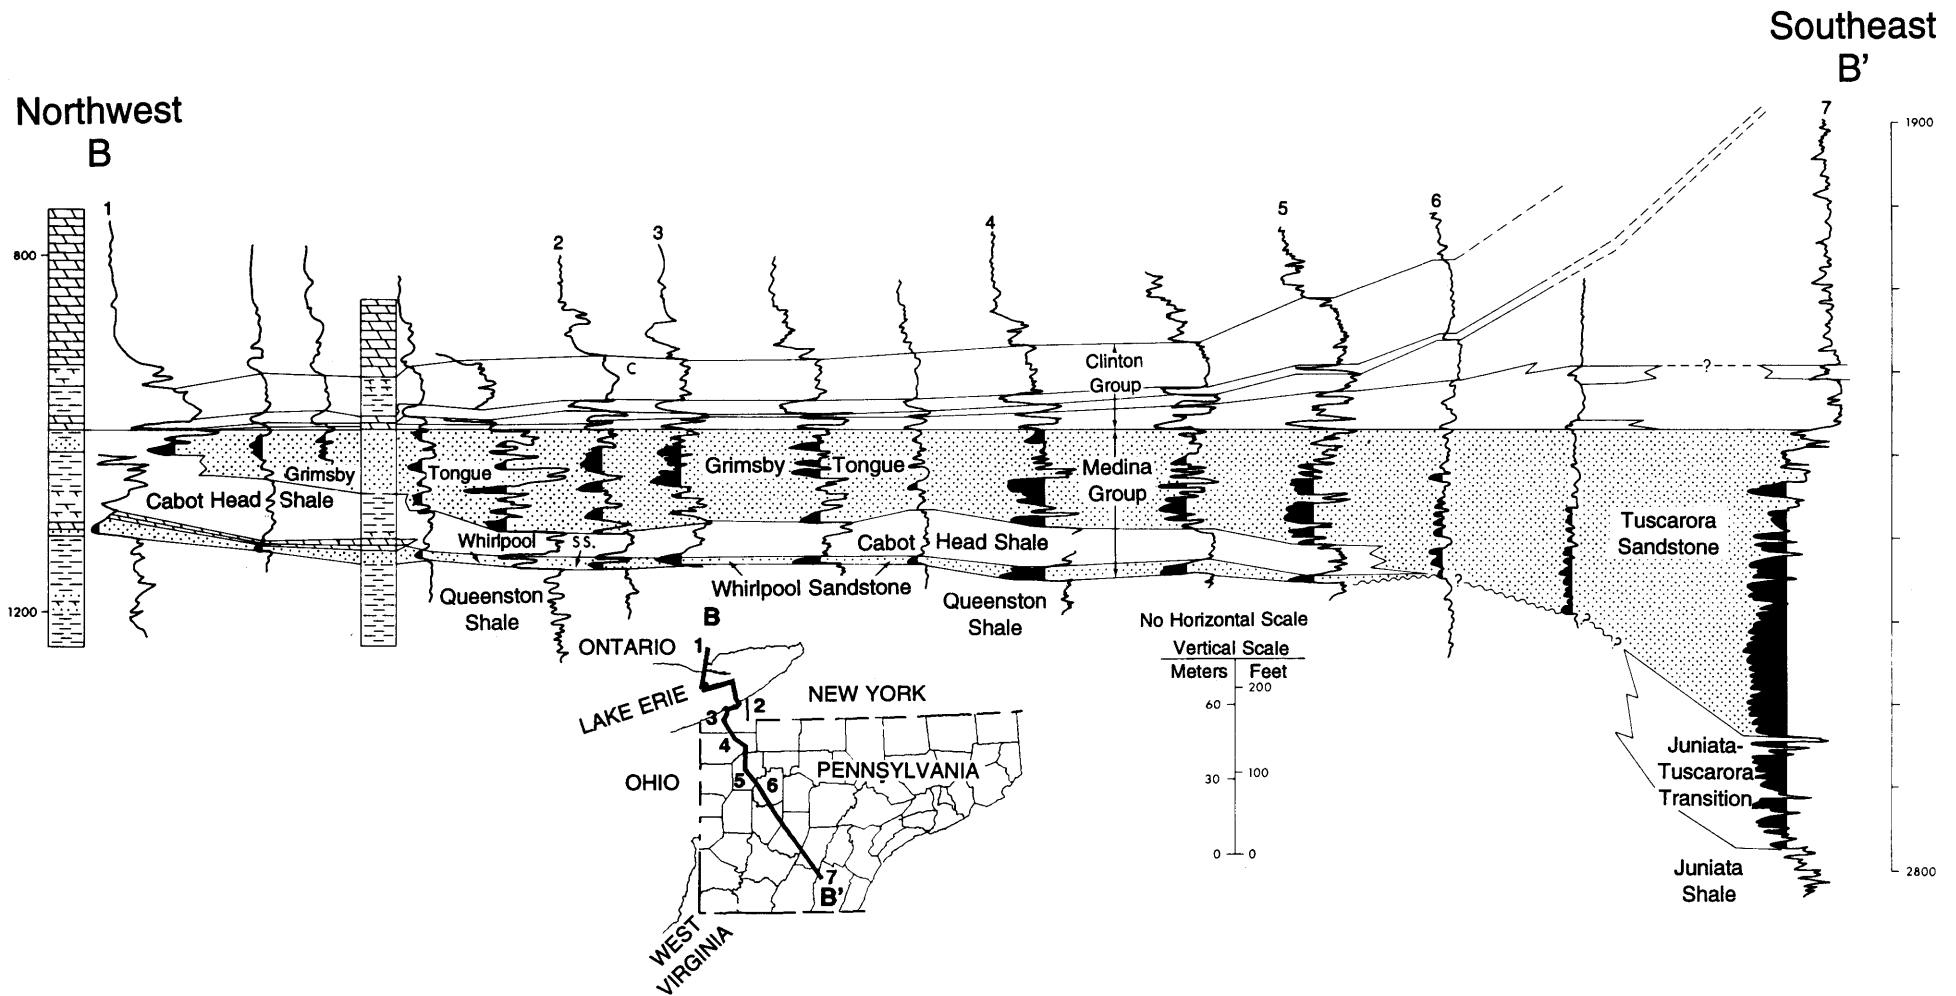 Southeast
B'
7
1900
Northwest
B
1
800
2
3
4
5
6
C
Clinton
Group
?
Grimsby
Tongue
Grimsby
Tongue
Medina
Group
Cabot Head
Shale
Tuscarora
Sandstone
Whirlpool
s s.
Cabot
Head Shale
Whirlpool Sandstone
?
Queenston
Shale
Queenston
Shale
1200
?
?
No Horizontal Scale
Vertical Scale
Meters
Feet
200
60
30
100
0
0
B
1
ONTARIO
LAKE ERIE
NEW YORK
2
3
4
OHIO
5
6
PENNSYLVANIA
7
B'
WEST
VIRGINIA
Juniata-
Tuscarora
Transition
Juniata
Shale
2800